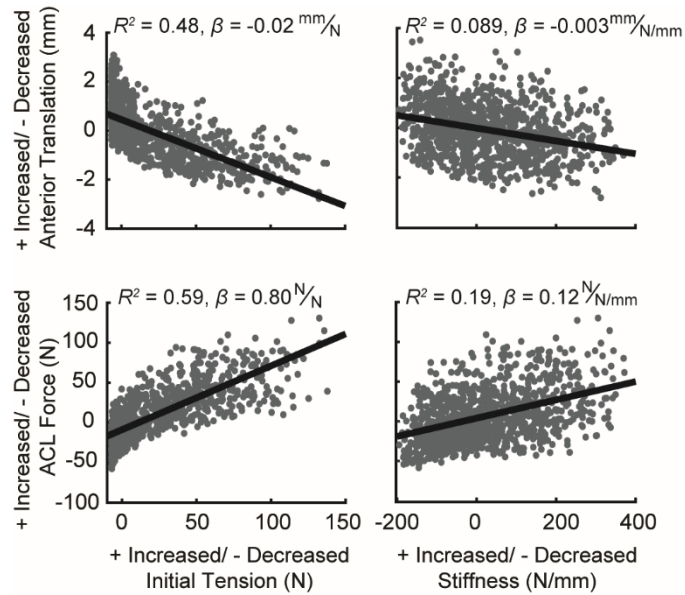 R² = 0.48, β = -0.02 mm/N
R² = 0.089, β = -0.003 mm/N/mm
+ Increased/ - Decreased
Anterior Translation (mm)
4
2
0
-2
-4
R² = 0.59, β = 0.80 N/N
R² = 0.19, β = 0.12 N/N/mm
+ Increased/ - Decreased
ACL Force (N)
150
100
50
0
-50
-100
0 50 100 150
-200 0 200 400
+ Increased/ - Decreased
Initial Tension (N)
+ Increased/ - Decreased
Stiffness (N/mm)